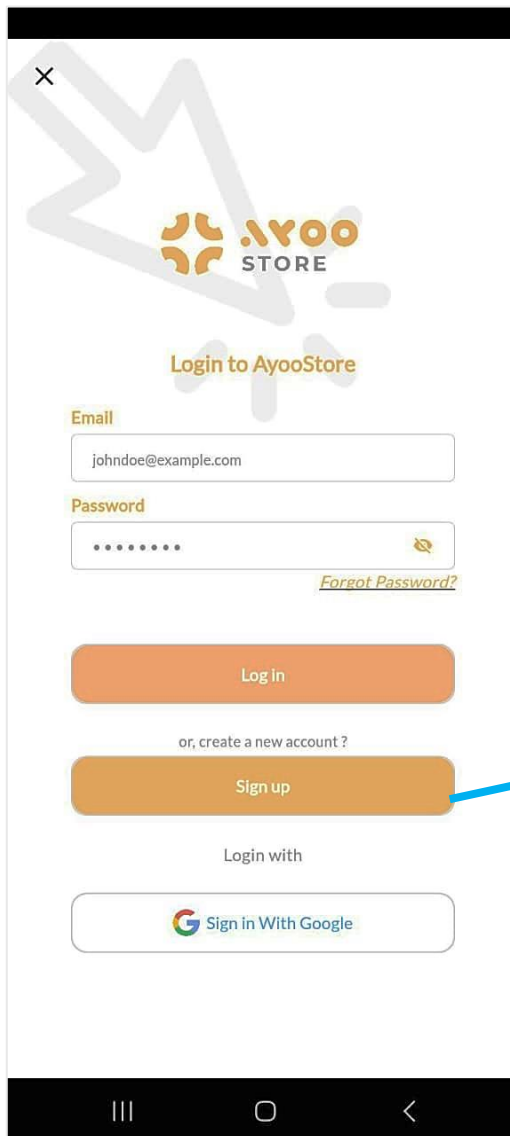 AYOO
STORE
Login to AyooStore
Email
johndoe@example.com
Password
Forgot Password?
Log in
or, create a new account ?
Sign up
Login with
Sign in With Google